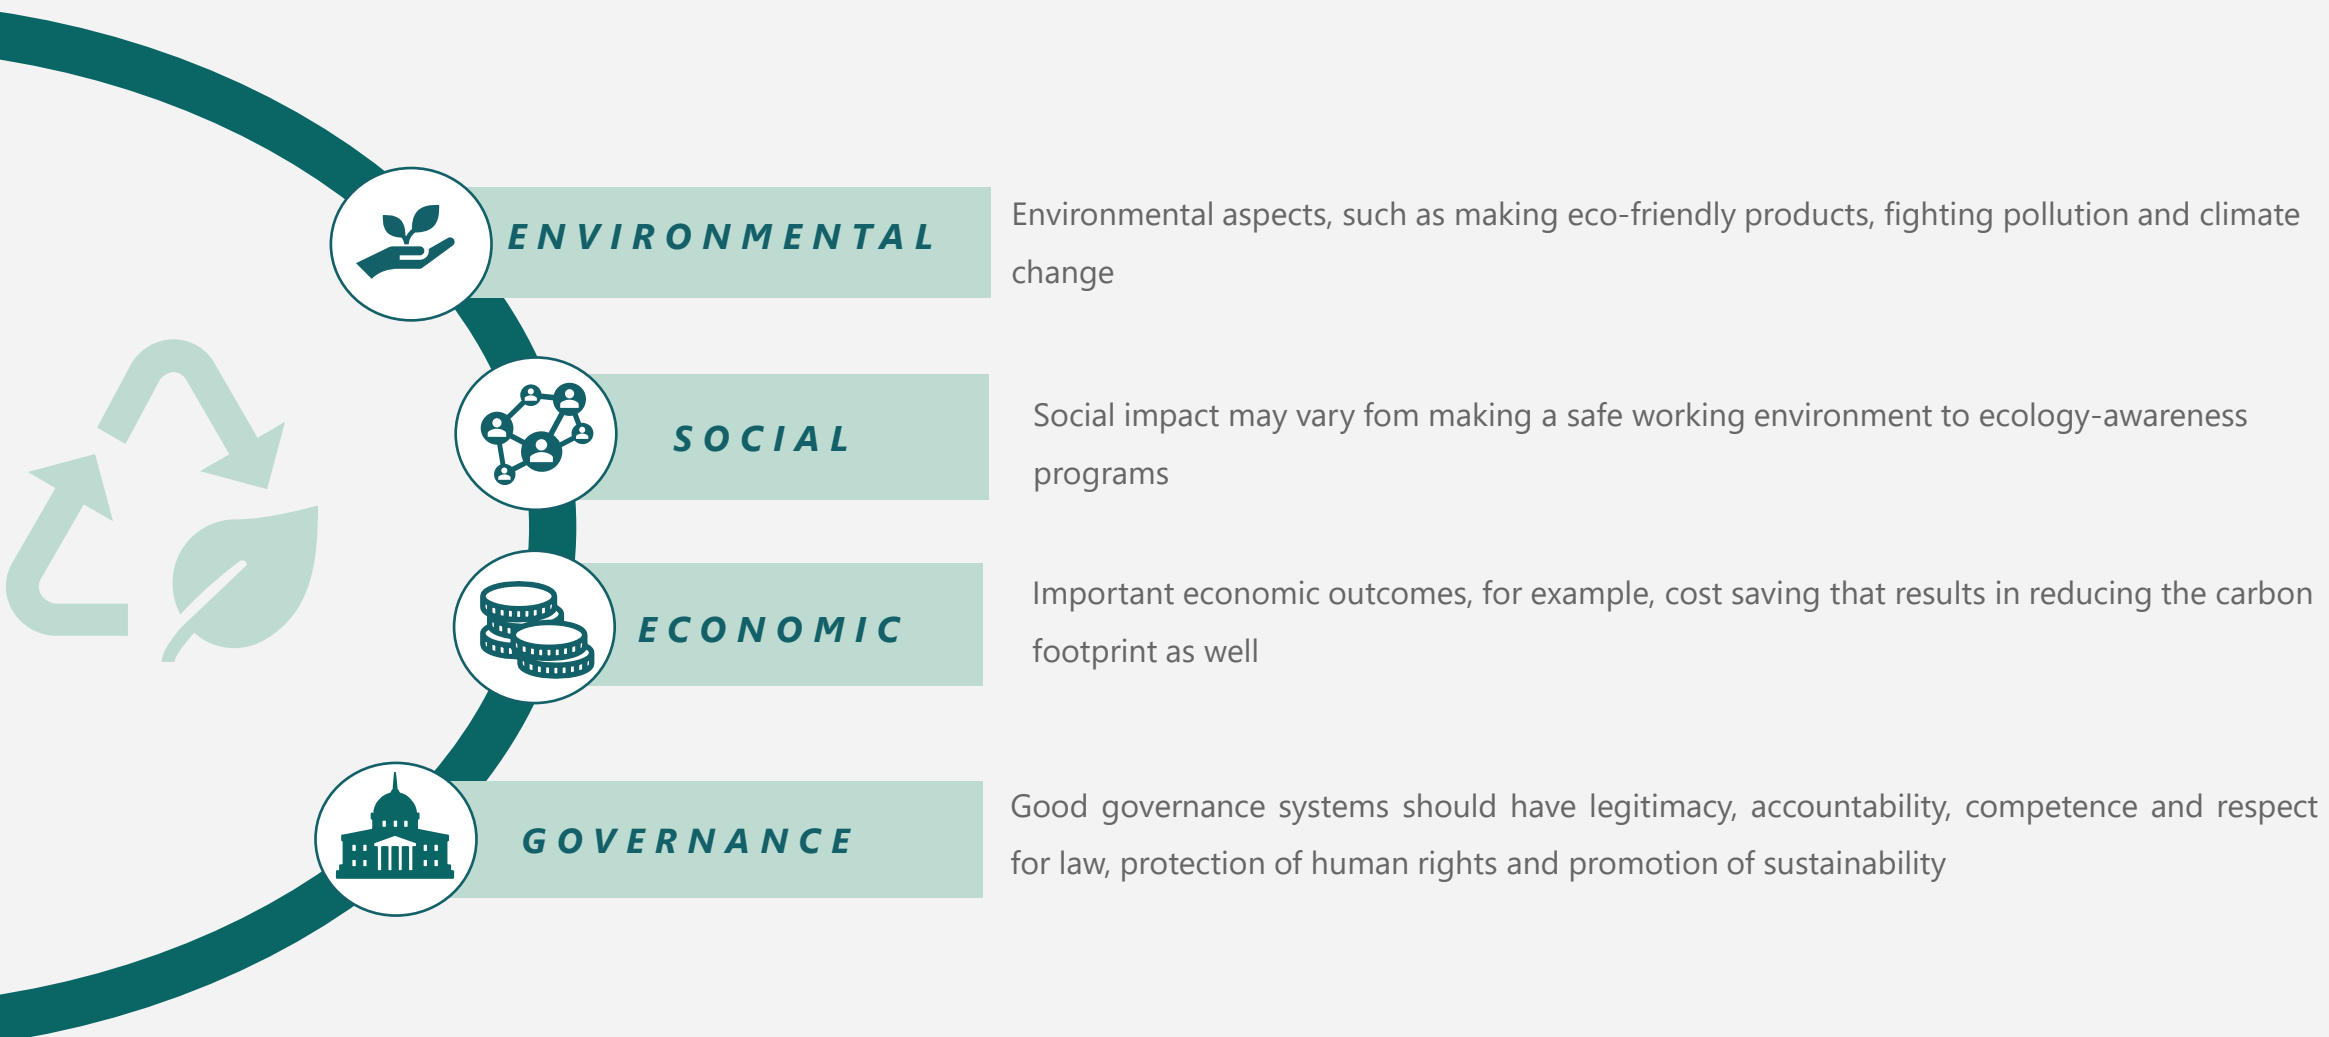 ENVIRONMENTAL
Environmental aspects, such as making eco-friendly products, fighting pollution and climate
change
SOCIAL
Social impact may vary fom making a safe working environment to ecology-awareness
programs
ECONOMIC
Important economic outcomes, for example, cost saving that results in reducing the carbon
footprint as well
GOVERNANCE
Good governance systems should have legitimacy, accountability, competence and respect
for law, protection of human rights and promotion of sustainability